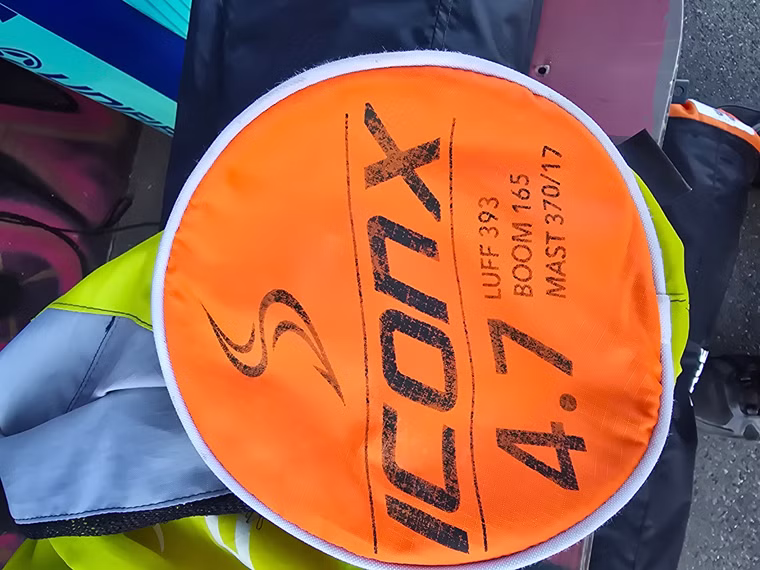 ICONX
4.7
LUFF 393
BOOM 165
MAST 370/17